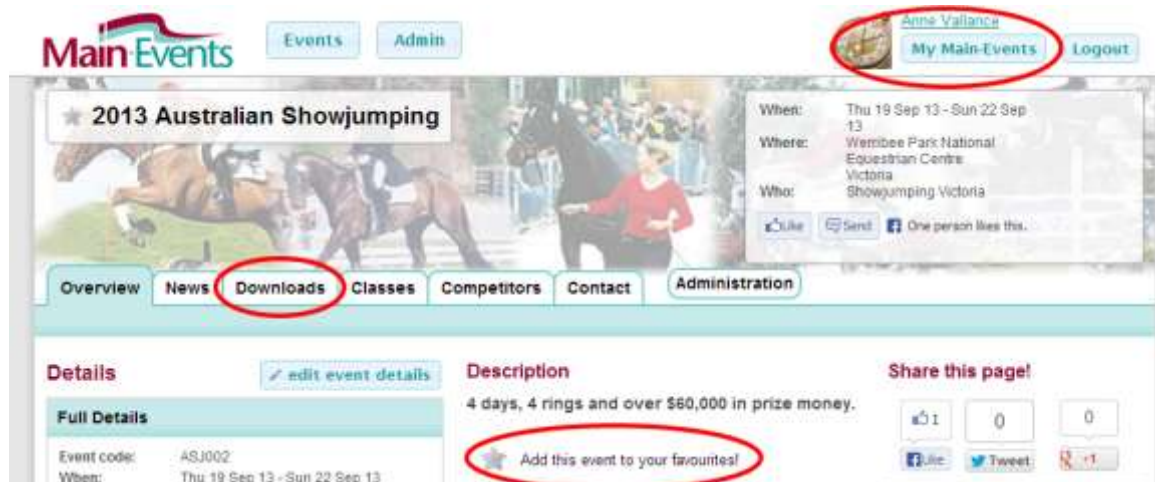 Main Events
Events
Admin
Anne Vallance
My Main-Events
Logout
2013 Australian Showjumping
When: Thu 19 Sep 13 - Sun 22 Sep
13
Where: Werribee Park National
Equestrian Centre
Victoria
Who: Showjumping Victoria
Like
Send
One person likes this.
Overview
News
Downloads
Classes
Competitors
Contact
Administration
Details
edit event details
Full Details
Event code: ASJ002
When: Thu 19 Sep 13 - Sun 22 Sep 13
Description
4 days, 4 rings and over $60,000 in prize money.
Add this event to your favourites!
Share this page!
1
0
0
Like
Tweet
+1